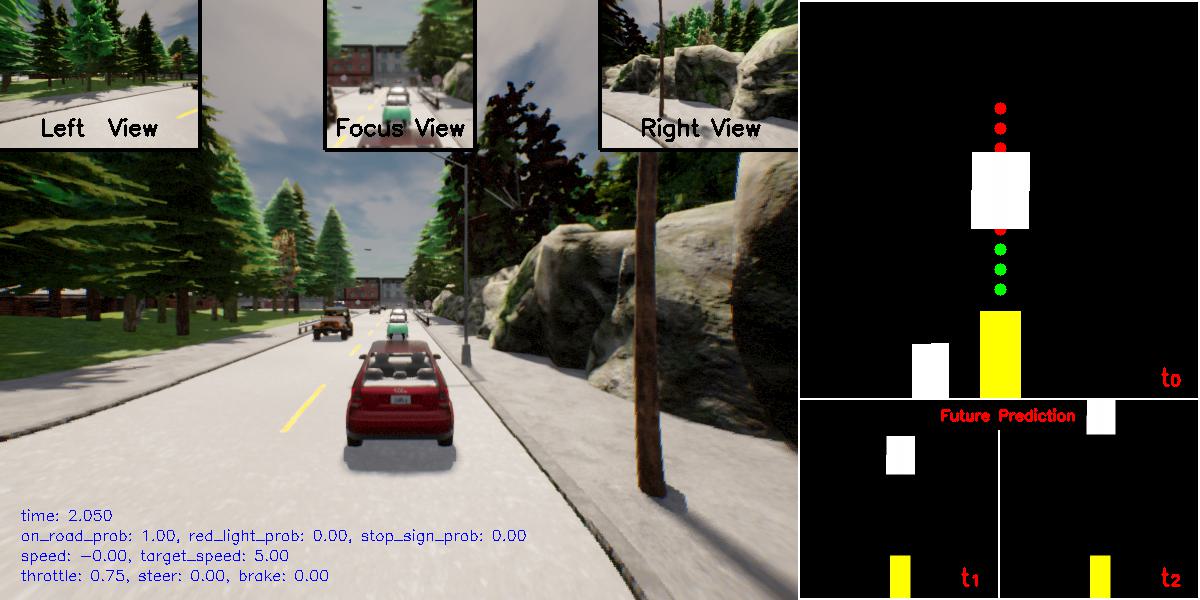 Left View
Focus View
Right View
time: 2.050
on_road_prob: 1.00, red_light_prob: 0.00, stop_sign_prob: 0.00
speed: −0.00, target_speed: 5.00
throttle: 0.75, steer: 0.00, brake: 0.00
t0
Future Prediction
t1
t2